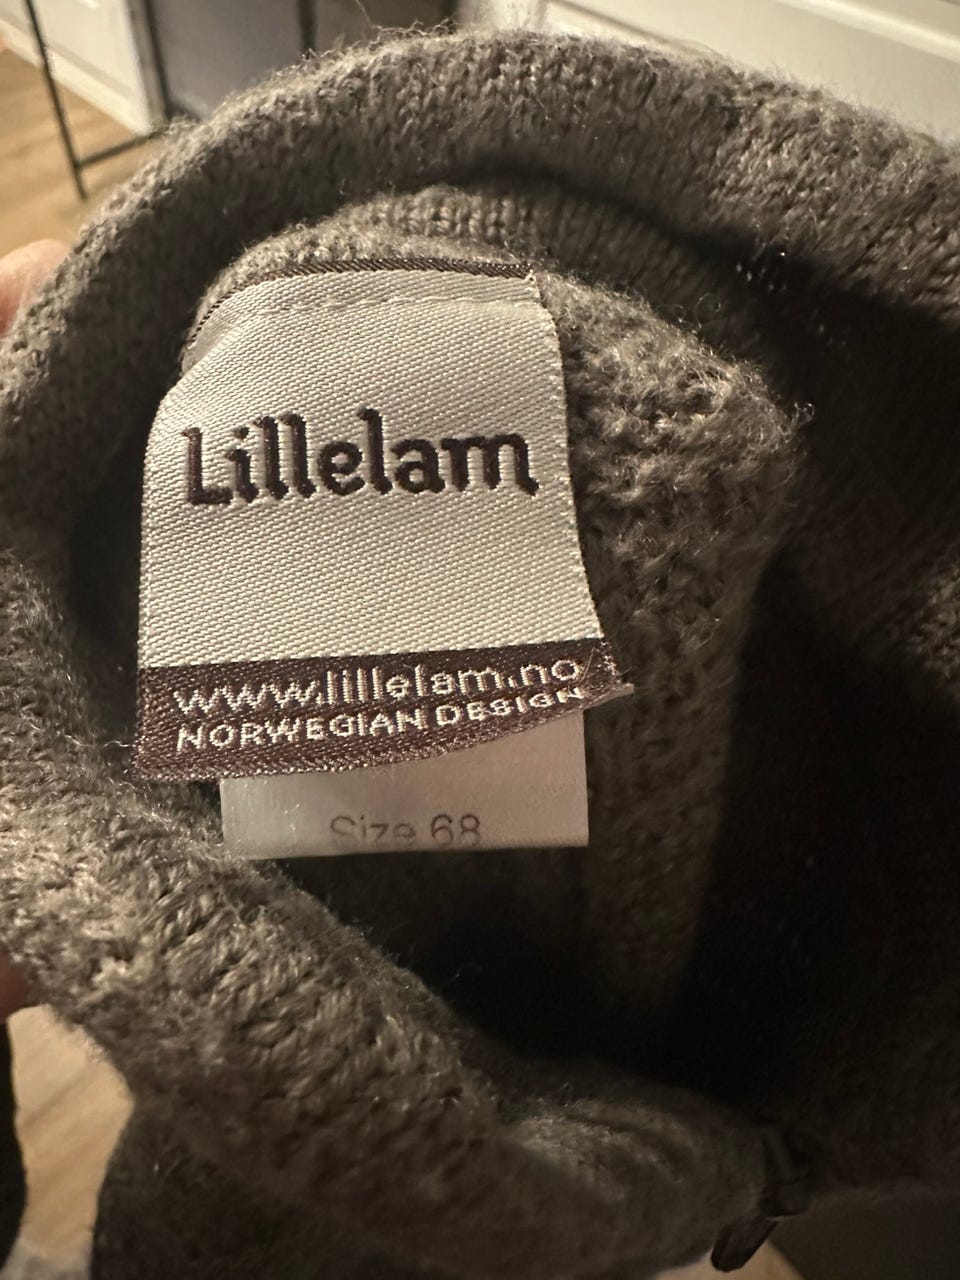 Lillelam
www.lillelam.no
NORWEGIAN DESIGN
Size 68